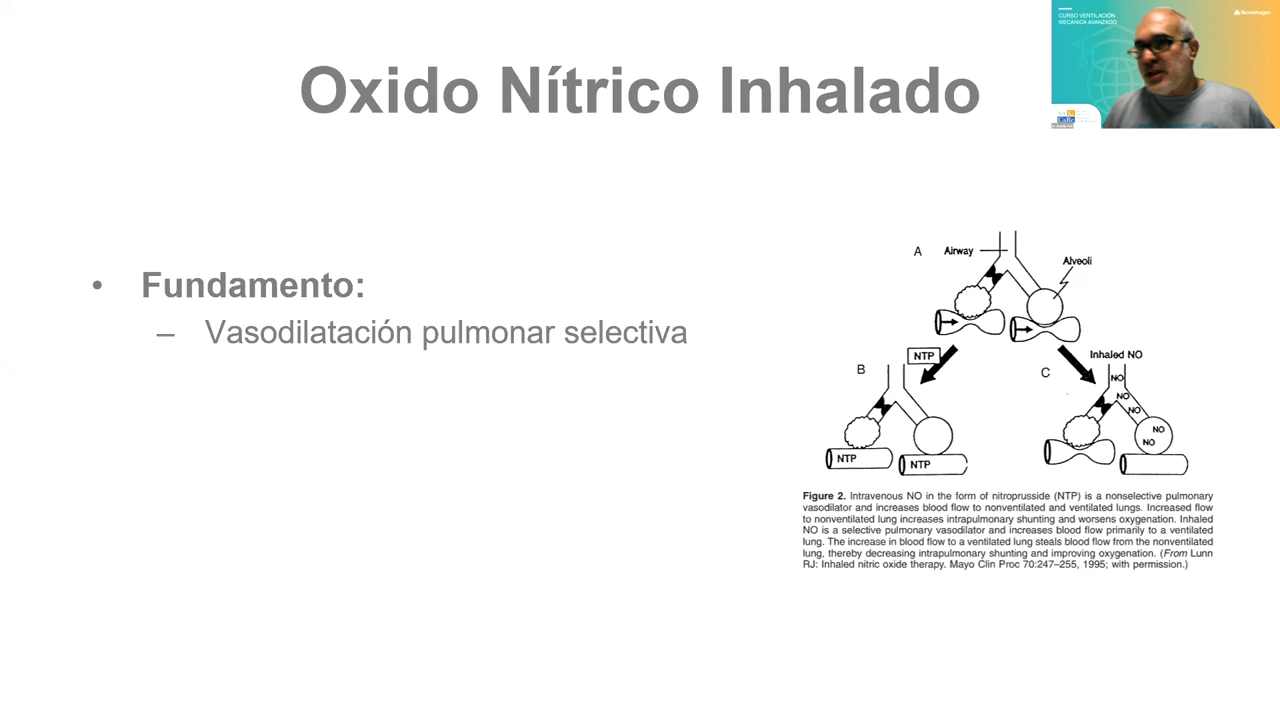 Oxido Nítrico Inhalado
CURSO VENTILACIÓN
MECÁNICA AVANZADO
• Fundamento:
– Vasodilatación pulmonar selectiva
A
Airway
Alveoli
NTP
B
C
Inhaled NO
NO
NO
NO
NO
NO
NTP
NTP
Figure 2. Intravenous NO in the form of nitroprusside (NTP) is a nonselective pulmonary
vasodilator and increases blood flow to nonventilated and ventilated lungs. Increased flow
to nonventilated lung increases intrapulmonary shunting and worsens oxygenation. Inhaled
NO is a selective pulmonary vasodilator and increases blood flow primarily to a ventilated
lung. The increase in blood flow to a ventilated lung steals blood flow from the nonventilated
lung, thereby decreasing intrapulmonary shunting and improving oxygenation. (From Lunn
RJ: Inhaled nitric oxide therapy. Mayo Clin Proc 70:247–255, 1995; with permission.)